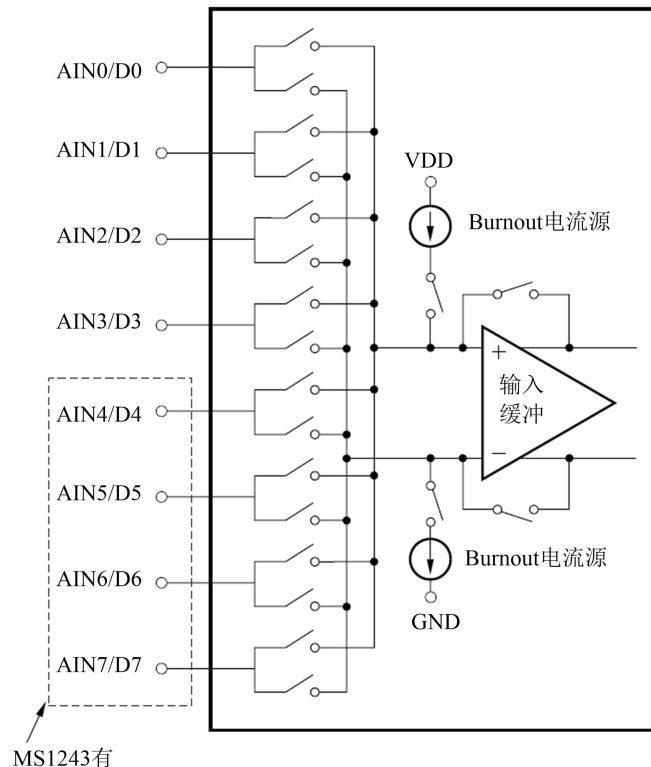 AIN0/D0
AIN1/D1
AIN2/D2
AIN3/D3
AIN4/D4
AIN5/D5
AIN6/D6
AIN7/D7
MS1243有
VDD
Burnout电流源
+
输入
缓冲
−
Burnout电流源
GND